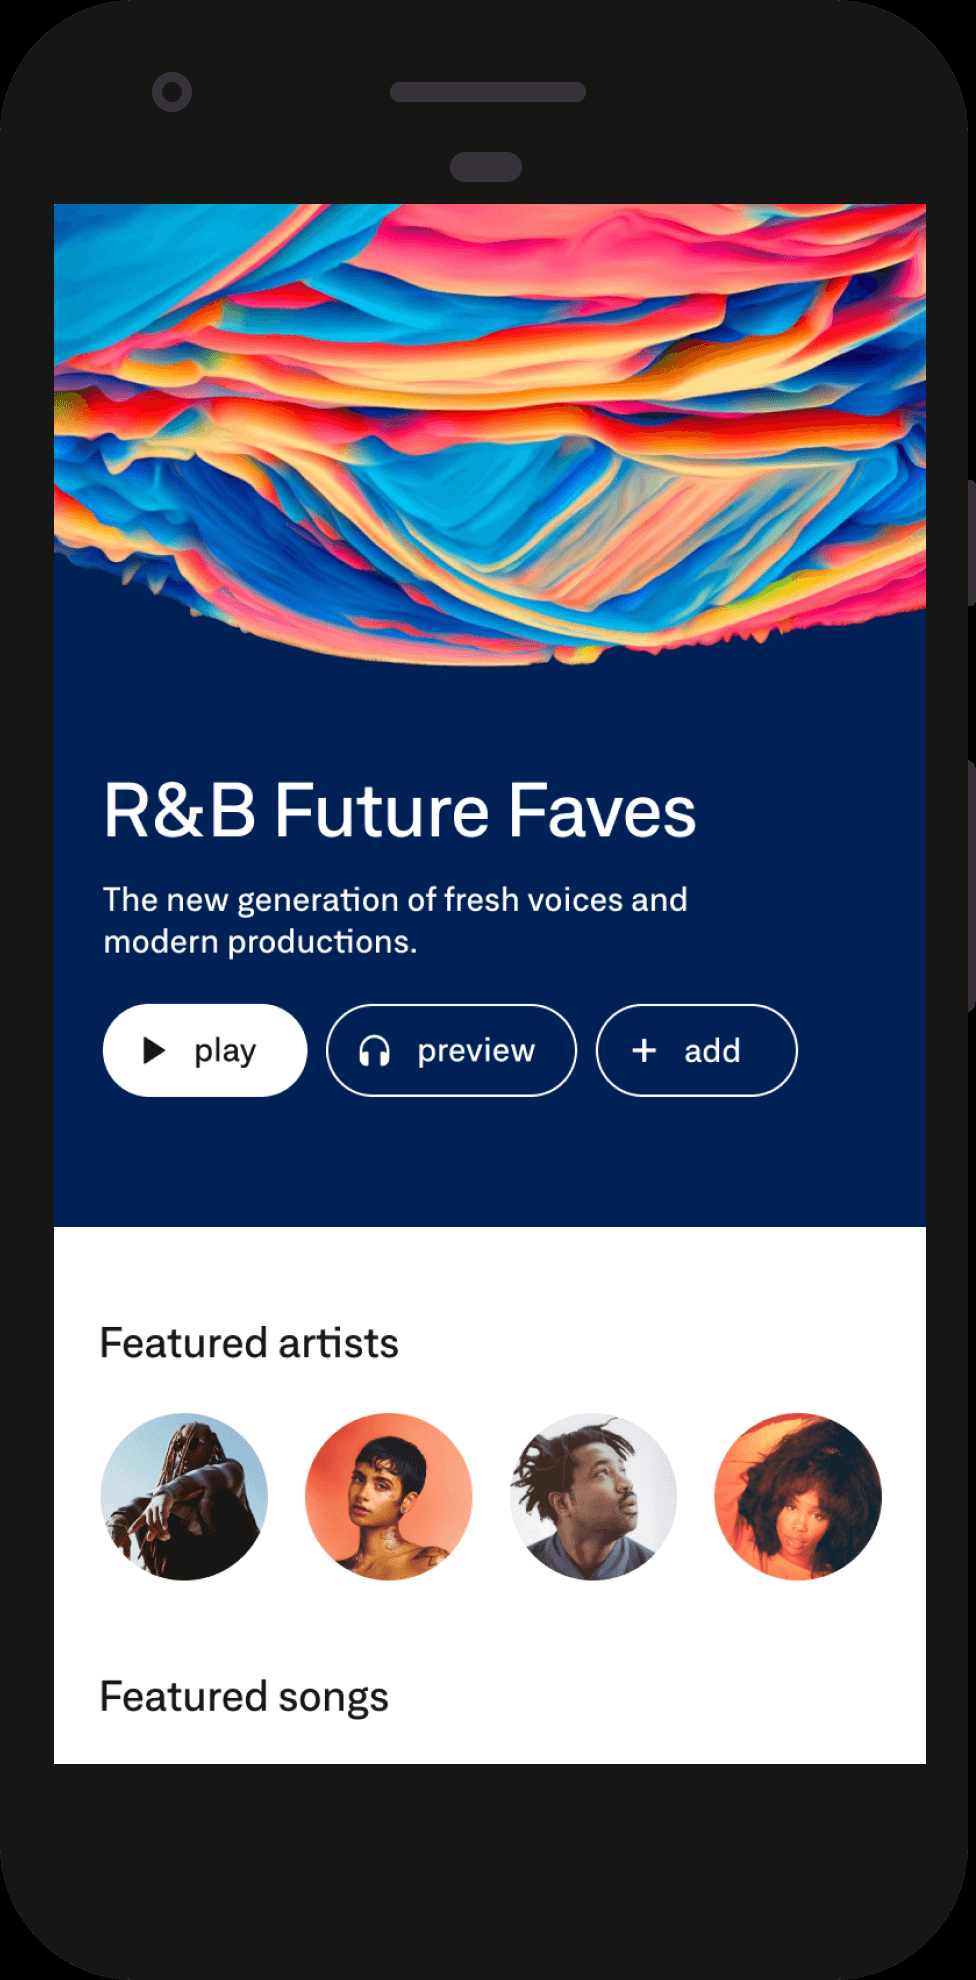 R&B Future Faves
The new generation of fresh voices and
modern productions.
play
preview
add
Featured artists
Featured songs